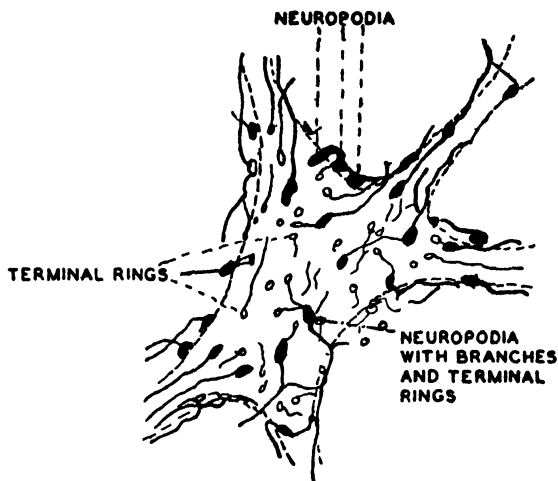 NEUROPODIA
TERMINAL RINGS
NEUROPODIA
WITH BRANCHES
AND TERMINAL
RINGS